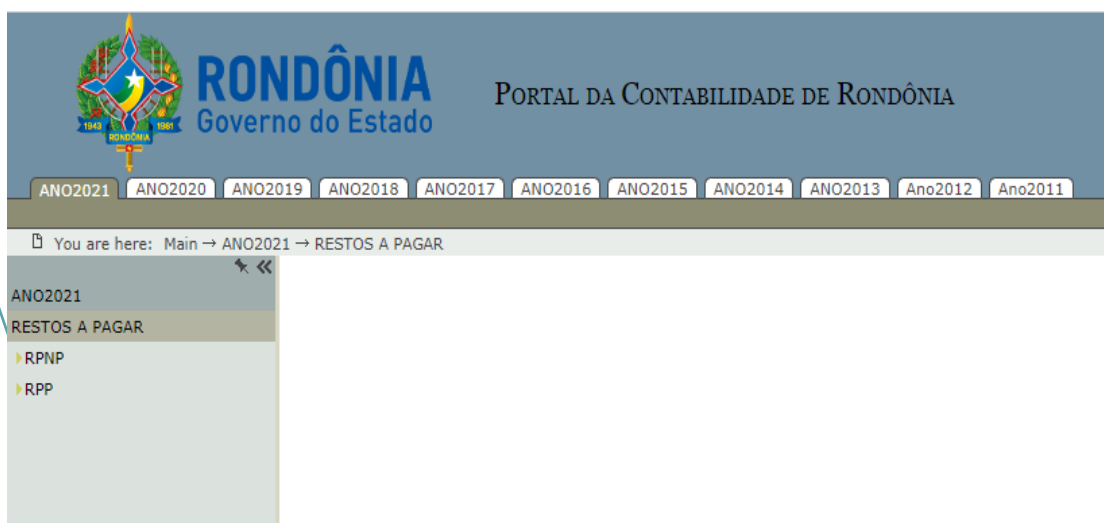 RONDÔNIA
Governo do Estado
1943 1981
RONDÔNIA
PORTAL DA CONTABILIDADE DE RONDÔNIA
ANO2021 ANO2020 ANO2019 ANO2018 ANO2017 ANO2016 ANO2015 ANO2014 ANO2013 Ano2012 Ano2011
You are here: Main → ANO2021 → RESTOS A PAGAR
ANO2021
RESTOS A PAGAR
RPNP
RPP